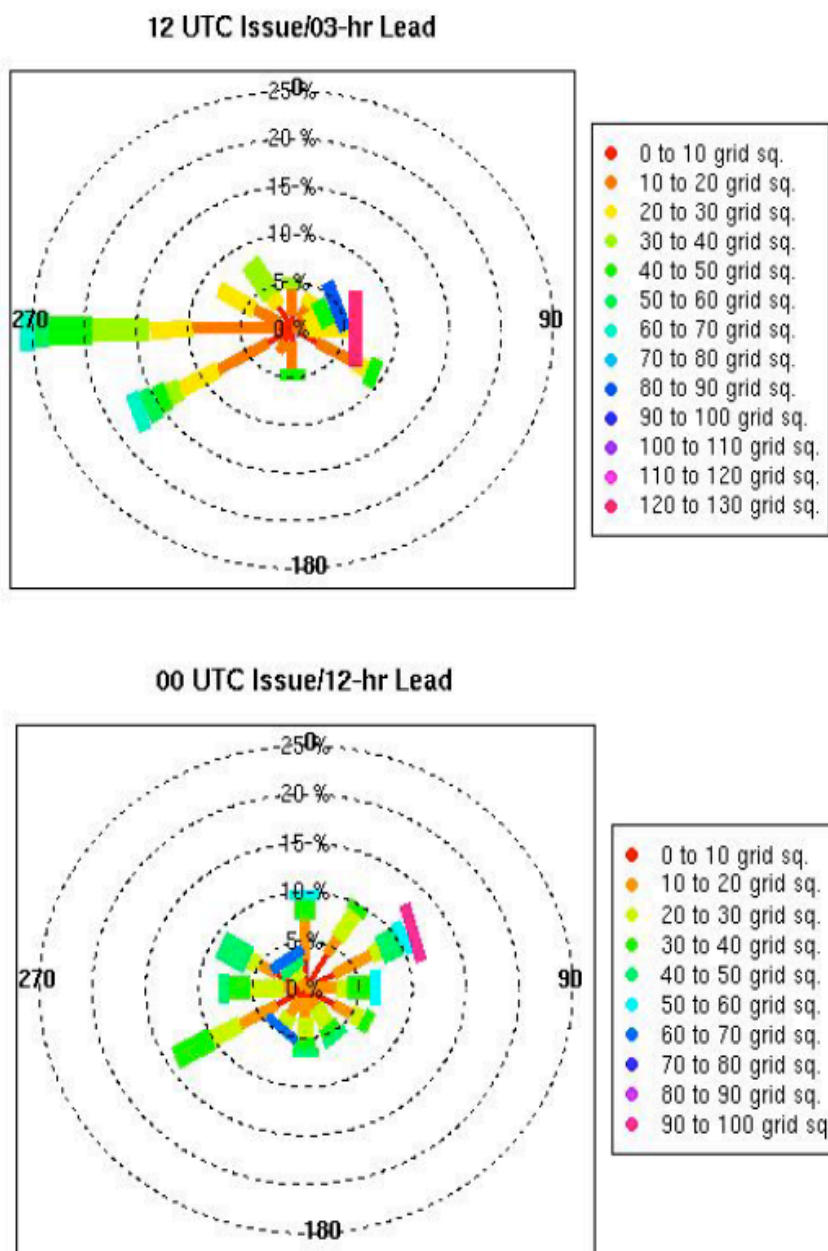 12 UTC Issue/03-hr Lead
0
25 %
20 %
15 %
10 %
5 %
0 %
270
90
180
0 to 10 grid sq.
10 to 20 grid sq.
20 to 30 grid sq.
30 to 40 grid sq.
40 to 50 grid sq.
50 to 60 grid sq.
60 to 70 grid sq.
70 to 80 grid sq.
80 to 90 grid sq.
90 to 100 grid sq.
100 to 110 grid sq.
110 to 120 grid sq.
120 to 130 grid sq.
00 UTC Issue/12-hr Lead
0
25 %
20 %
15 %
10 %
5 %
0 %
270
90
180
0 to 10 grid sq.
10 to 20 grid sq.
20 to 30 grid sq.
30 to 40 grid sq.
40 to 50 grid sq.
50 to 60 grid sq.
60 to 70 grid sq.
70 to 80 grid sq.
80 to 90 grid sq.
90 to 100 grid sq